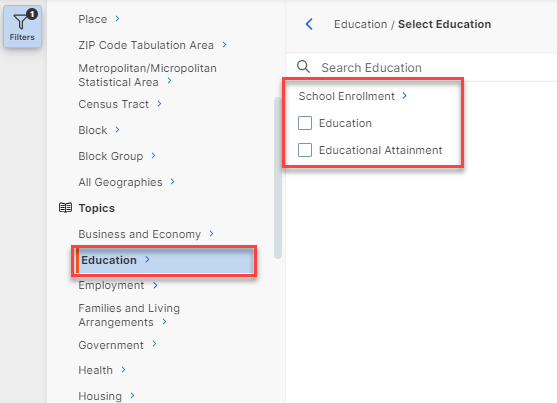 1
Filters
Place
ZIP Code Tabulation Area
Metropolitan/Micropolitan
Statistical Area
Census Tract
Block
Block Group
All Geographies
Topics
Business and Economy
Education
Employment
Families and Living
Arrangements
Government
Health
Housing
Education / Select Education
Search Education
School Enrollment
Education
Educational Attainment